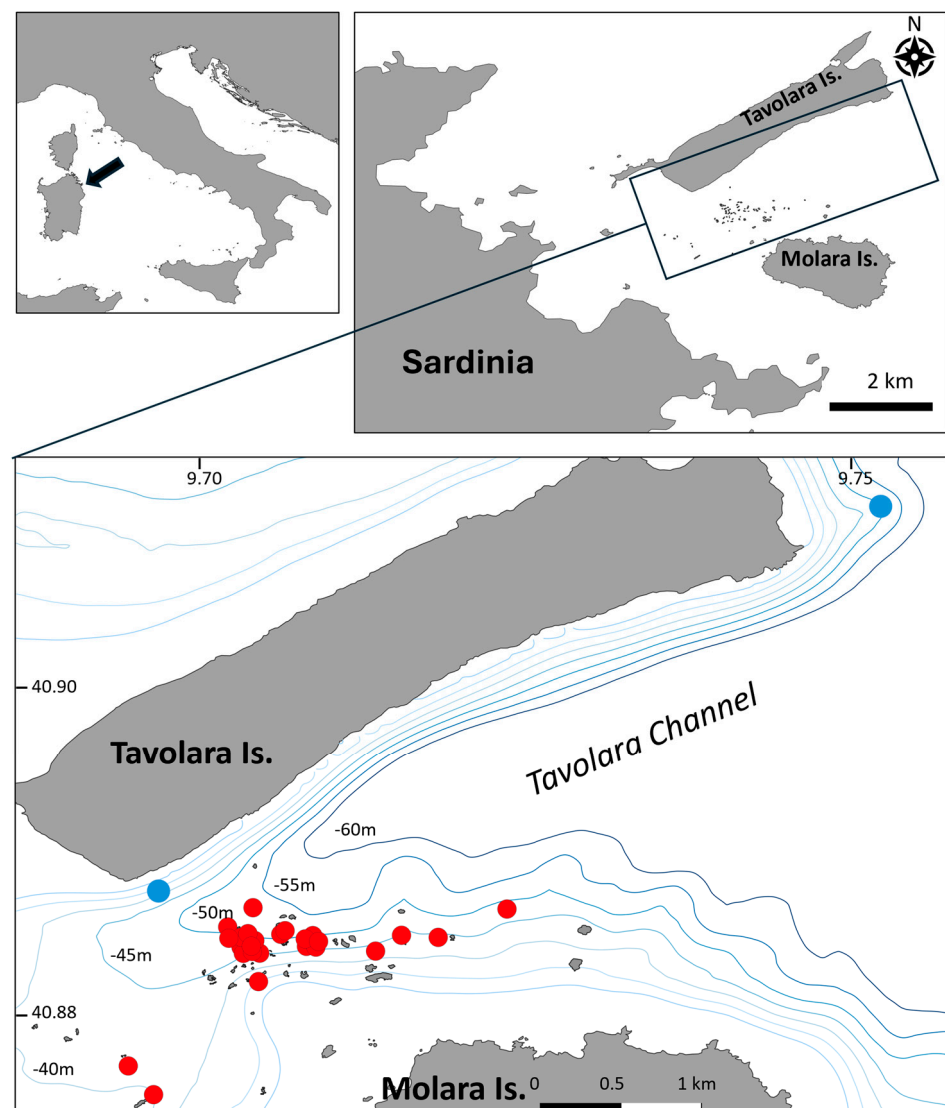 N
Tavolara Is.
Molara Is.
Sardinia
2 km
9.70
9.75
40.90
Tavolara Is.
Tavolara Channel
-60m
-55m
-50m
-45m
40.88
-40m
Molara Is.
0 0.5 1 km